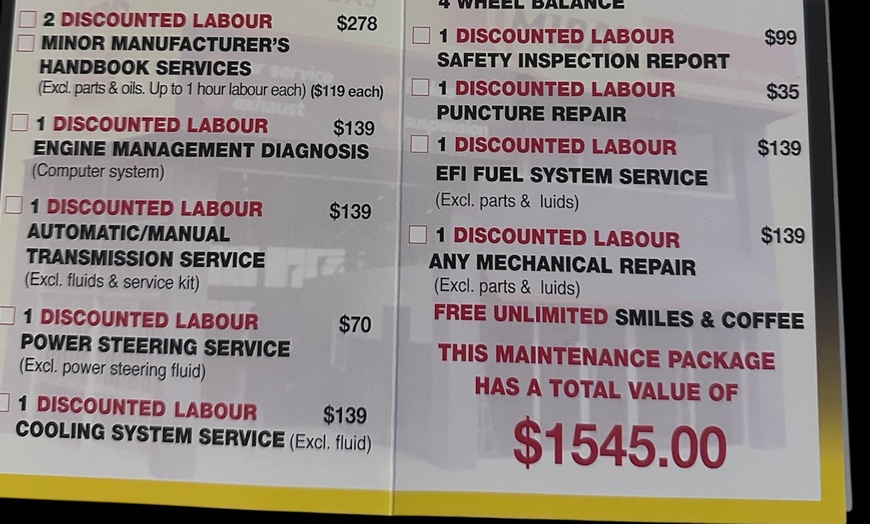 2 DISCOUNTED LABOUR $278
MINOR MANUFACTURER'S
HANDBOOK SERVICES
(Excl. parts & oils. Up to 1 hour labour each) ($119 each)
1 DISCOUNTED LABOUR $139
ENGINE MANAGEMENT DIAGNOSIS
(Computer system)
1 DISCOUNTED LABOUR $139
AUTOMATIC/MANUAL
TRANSMISSION SERVICE
(Excl. fluids & service kit)
1 DISCOUNTED LABOUR $70
POWER STEERING SERVICE
(Excl. power steering fluid)
1 DISCOUNTED LABOUR $139
COOLING SYSTEM SERVICE (Excl. fluid)
4 WHEEL BALANCE
1 DISCOUNTED LABOUR $99
SAFETY INSPECTION REPORT
1 DISCOUNTED LABOUR $35
PUNCTURE REPAIR
1 DISCOUNTED LABOUR $139
EFI FUEL SYSTEM SERVICE
(Excl. parts & luids)
1 DISCOUNTED LABOUR $139
ANY MECHANICAL REPAIR
(Excl. parts & luids)
FREE UNLIMITED SMILES & COFFEE
THIS MAINTENANCE PACKAGE
HAS A TOTAL VALUE OF
$1545.00
service
exhaust
suspension